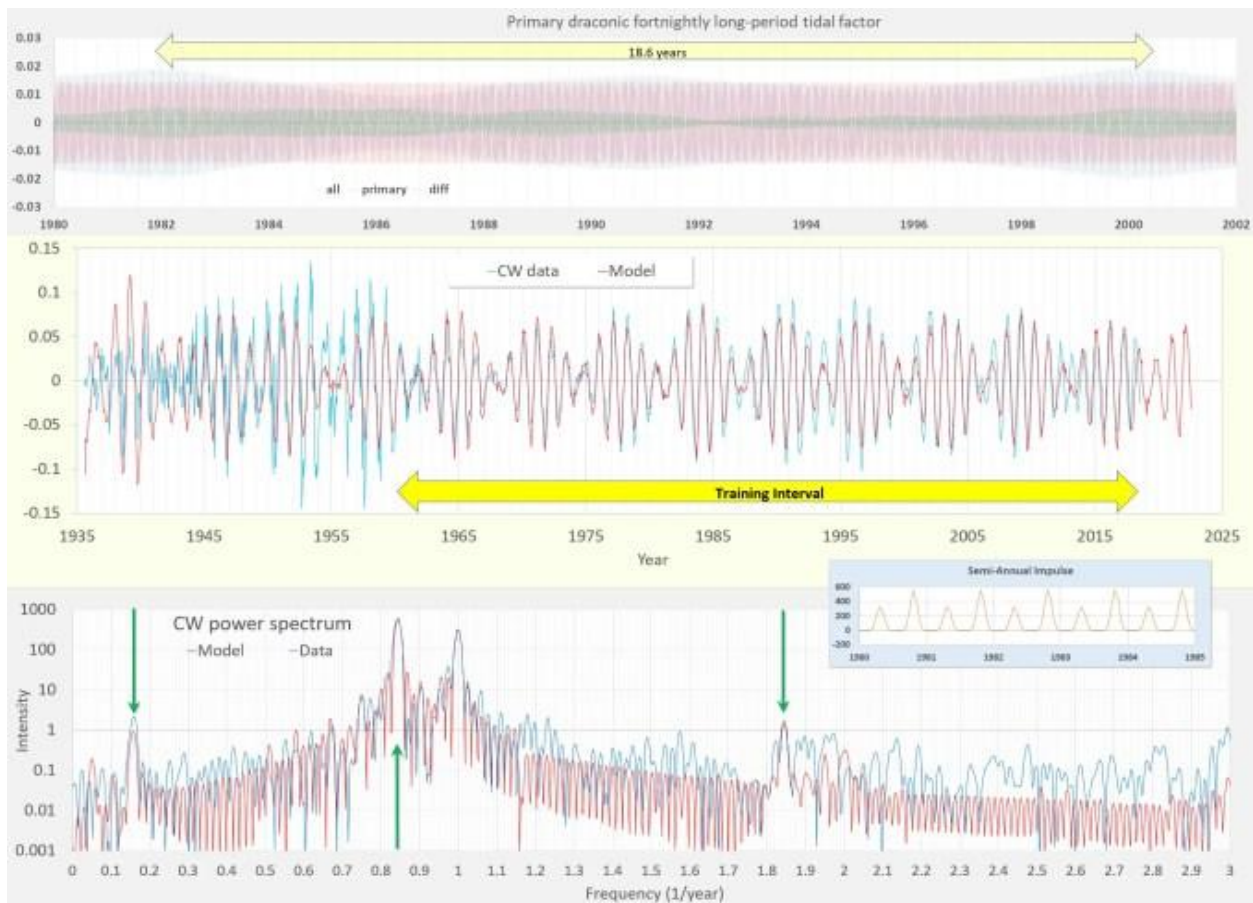 Primary draconic fortnightly long-period tidal factor
0.03
0.02
0.01
0
-0.01
-0.02
-0.03
18.6 years
all primary diff
1980 1982 1984 1986 1988 1990 1992 1994 1996 1998 2000 2002
0.15
0.1
0.05
0
-0.05
-0.1
-0.15
CW data Model
Training Interval
1935 1945 1955 1965 1975 1985 1995 2005 2015 2025
Year
Semi-Annual Impulse
600
400
200
0
-200
1980 1981 1982 1983 1984 1985
CW power spectrum
Model Data
Intensity
1000
100
10
1
0.1
0.01
0.001
0 0.1 0.2 0.3 0.4 0.5 0.6 0.7 0.8 0.9 1 1.1 1.2 1.3 1.4 1.5 1.6 1.7 1.8 1.9 2 2.1 2.2 2.3 2.4 2.5 2.6 2.7 2.8 2.9 3
Frequency (1/year)